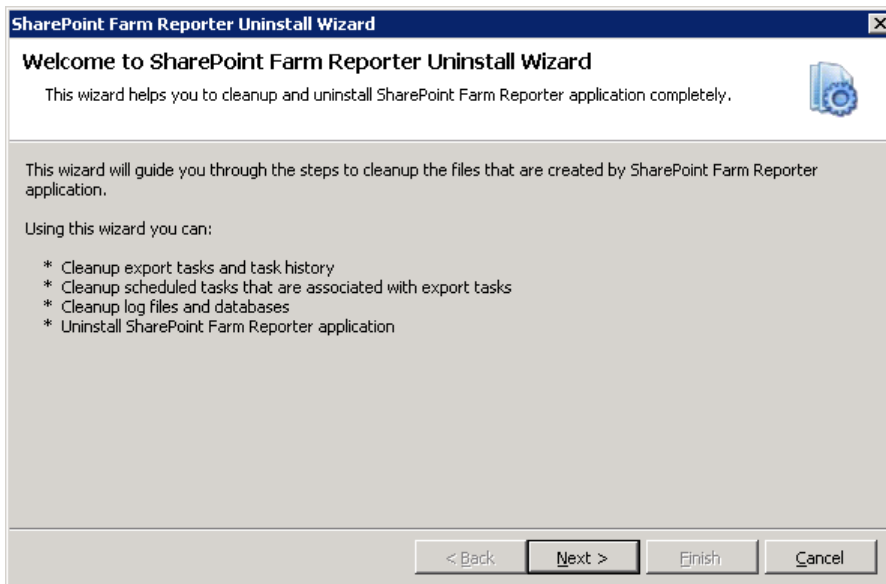 SharePoint Farm Reporter Uninstall Wizard
Welcome to SharePoint Farm Reporter Uninstall Wizard
This wizard helps you to cleanup and uninstall SharePoint Farm Reporter application completely.
This wizard will guide you through the steps to cleanup the files that are created by SharePoint Farm Reporter
application.
Using this wizard you can:
* Cleanup export tasks and task history
* Cleanup scheduled tasks that are associated with export tasks
* Cleanup log files and databases
* Uninstall SharePoint Farm Reporter application
< Back Next > Finish Cancel